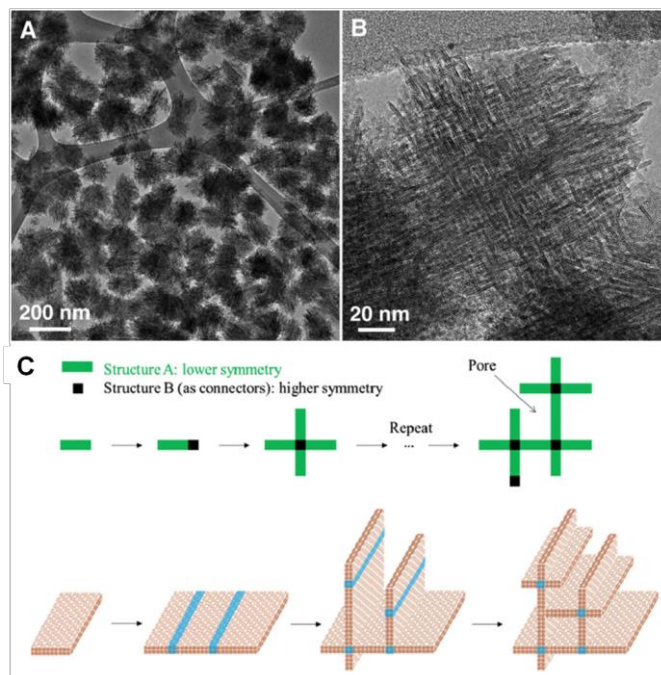 A
B
200 nm
20 nm
C
Structure A: lower symmetry
Structure B (as connectors): higher symmetry
Pore
Repeat
...